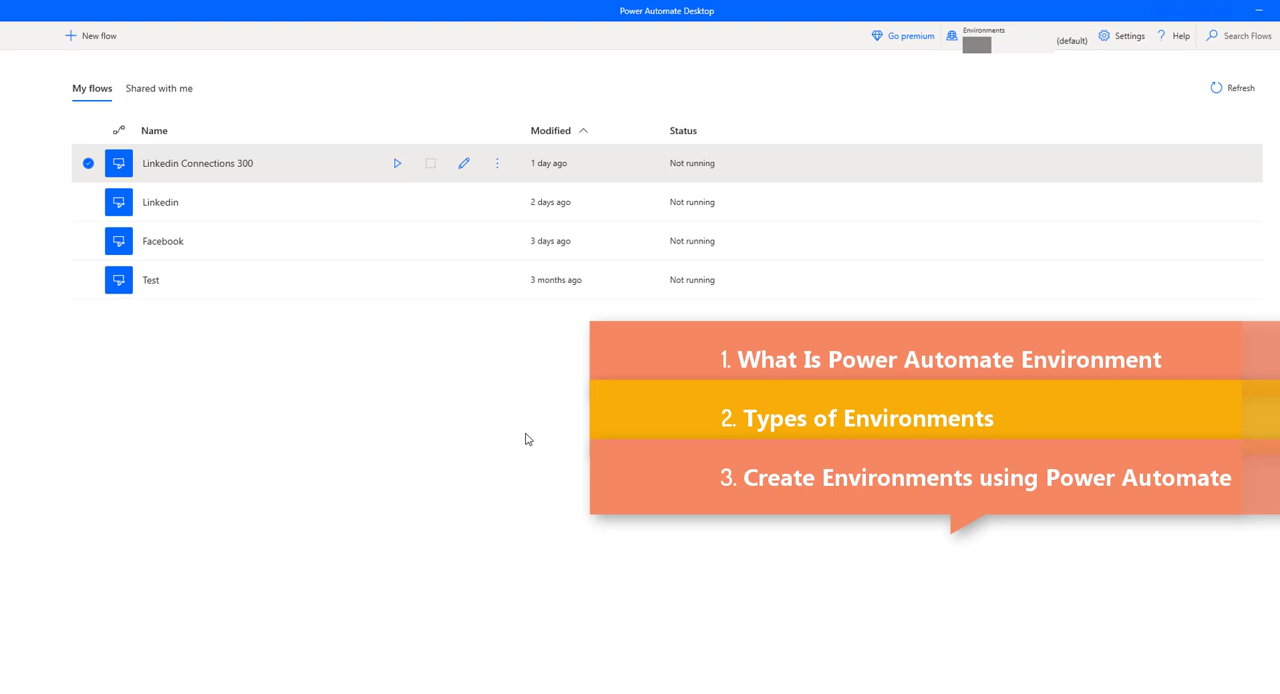 Power Automate Desktop
New flow
Go premium
Environments
(default)
Settings
? Help
Search Flows
My flows
Shared with me
Refresh
Name
Modified
Status
Linkedin Connections 300
1 day ago
Not running
Linkedin
2 days ago
Not running
Facebook
3 days ago
Not running
Test
3 months ago
Not running
1. What Is Power Automate Environment
2. Types of Environments
3. Create Environments using Power Automate